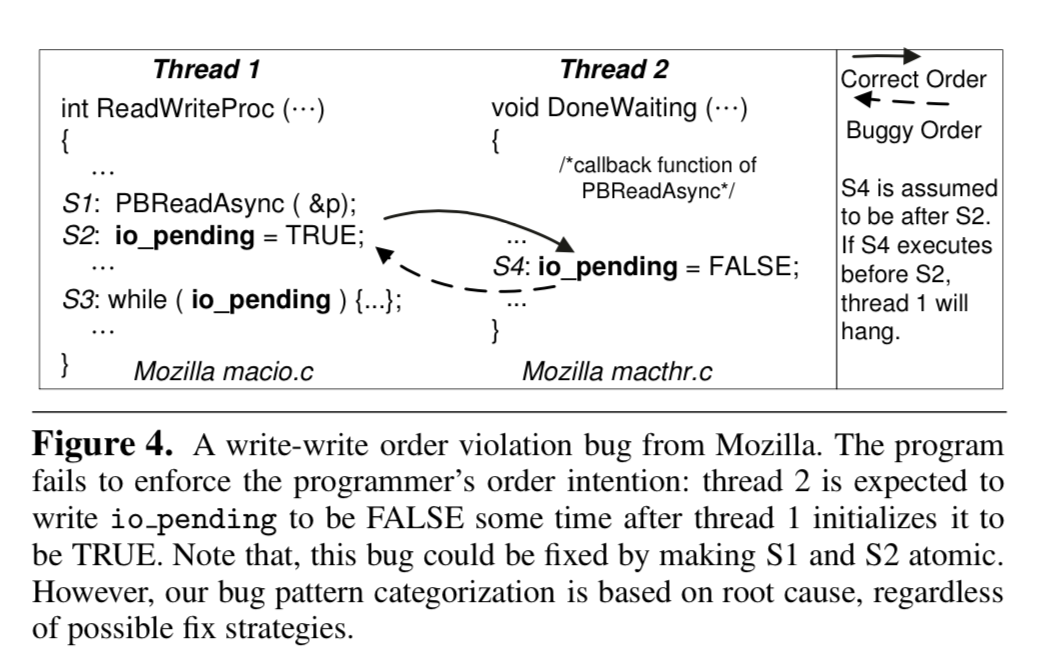 Thread 1
int ReadWriteProc (···)
{
...
S1: PBReadAsync ( &p);
S2: io_pending = TRUE;
...
S3: while ( io_pending ) {...};
...
}
Mozilla macio.c
Thread 2
void DoneWaiting (···)
{
/*callback function of
PBReadAsync*/
...
S4: io_pending = FALSE;
...
}
Mozilla macthr.c
Correct Order
Buggy Order
S4 is assumed
to be after S2.
If S4 executes
before S2,
thread 1 will
hang.
Figure 4. A write-write order violation bug from Mozilla. The program
fails to enforce the programmer's order intention: thread 2 is expected to
write io_pending to be FALSE some time after thread 1 initializes it to
be TRUE. Note that, this bug could be fixed by making S1 and S2 atomic.
However, our bug pattern categorization is based on root cause, regardless
of possible fix strategies.